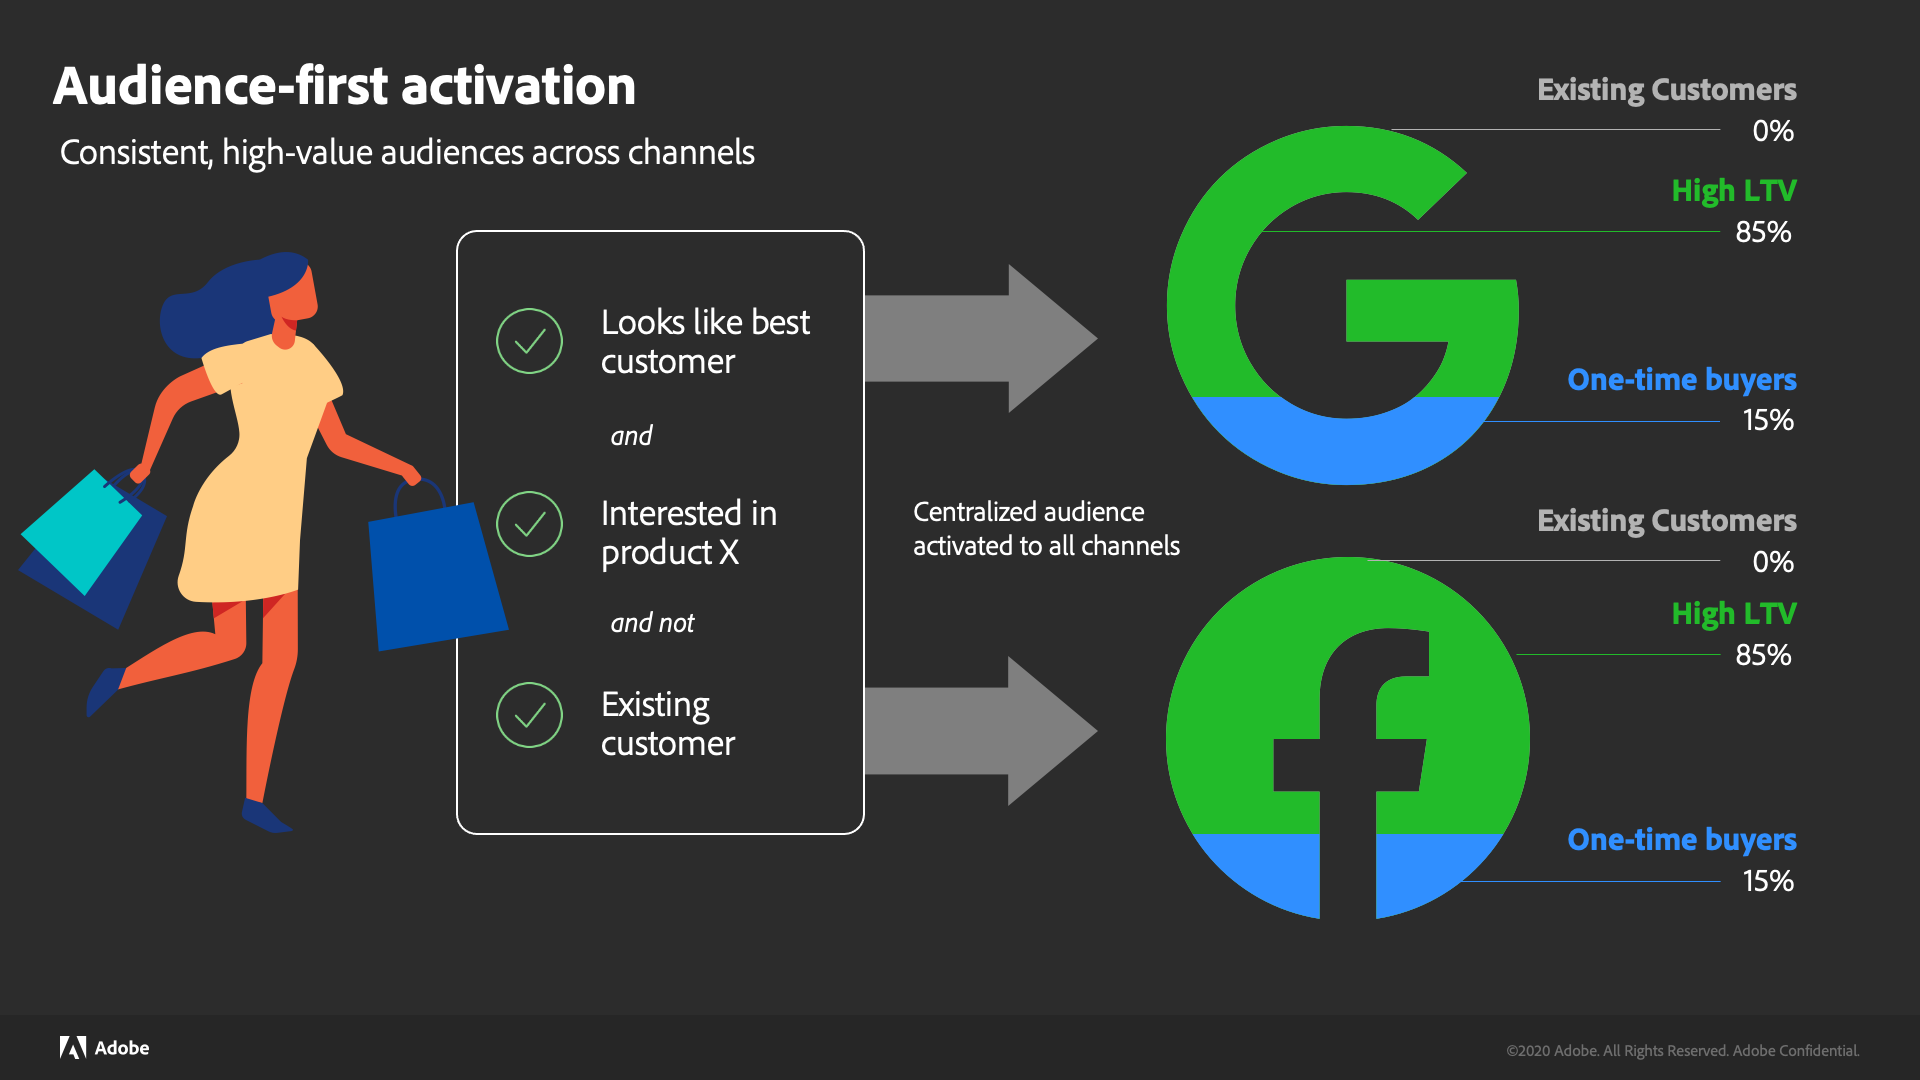 Audience-first activation
Consistent, high-value audiences across channels
Looks like best
customer
and
Interested in
product X
and not
Existing
customer
Centralized audience
activated to all channels
Existing Customers
0%
High LTV
85%
One-time buyers
15%
Existing Customers
0%
High LTV
85%
One-time buyers
15%
Adobe
©2020 Adobe. All Rights Reserved. Adobe Confidential.